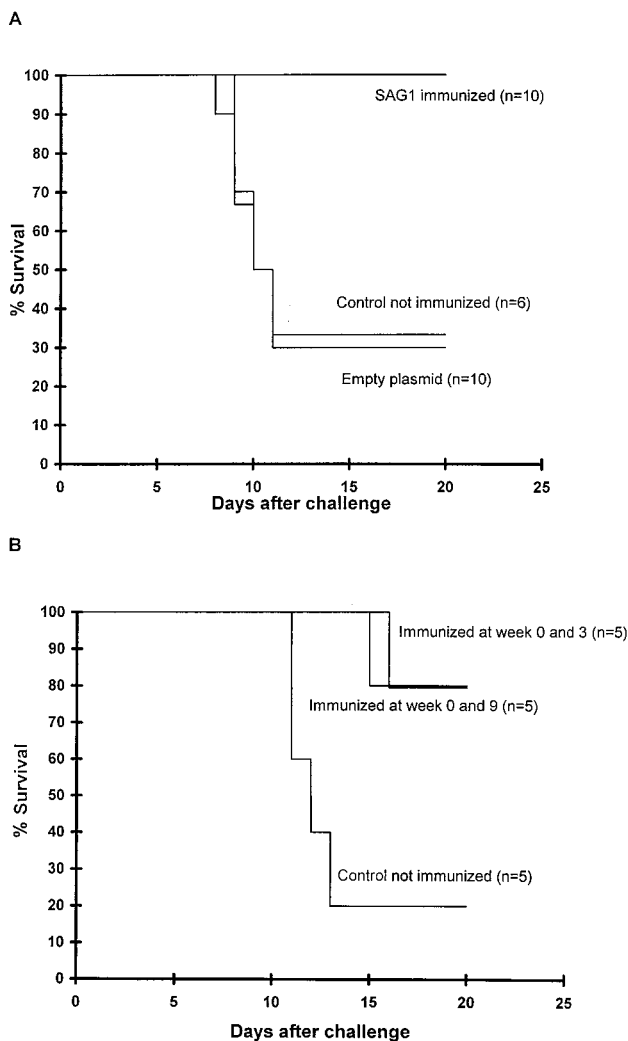 A
100
90
80
70
60
50
40
30
20
10
0
% Survival
SAG1 immunized (n=10)
Control not immunized (n=6)
Empty plasmid (n=10)
0 5 10 15 20 25
Days after challenge
B
100
90
80
70
60
50
40
30
20
10
0
% Survival
Immunized at week 0 and 3 (n=5)
Immunized at week 0 and 9 (n=5)
Control not immunized (n=5)
0 5 10 15 20 25
Days after challenge